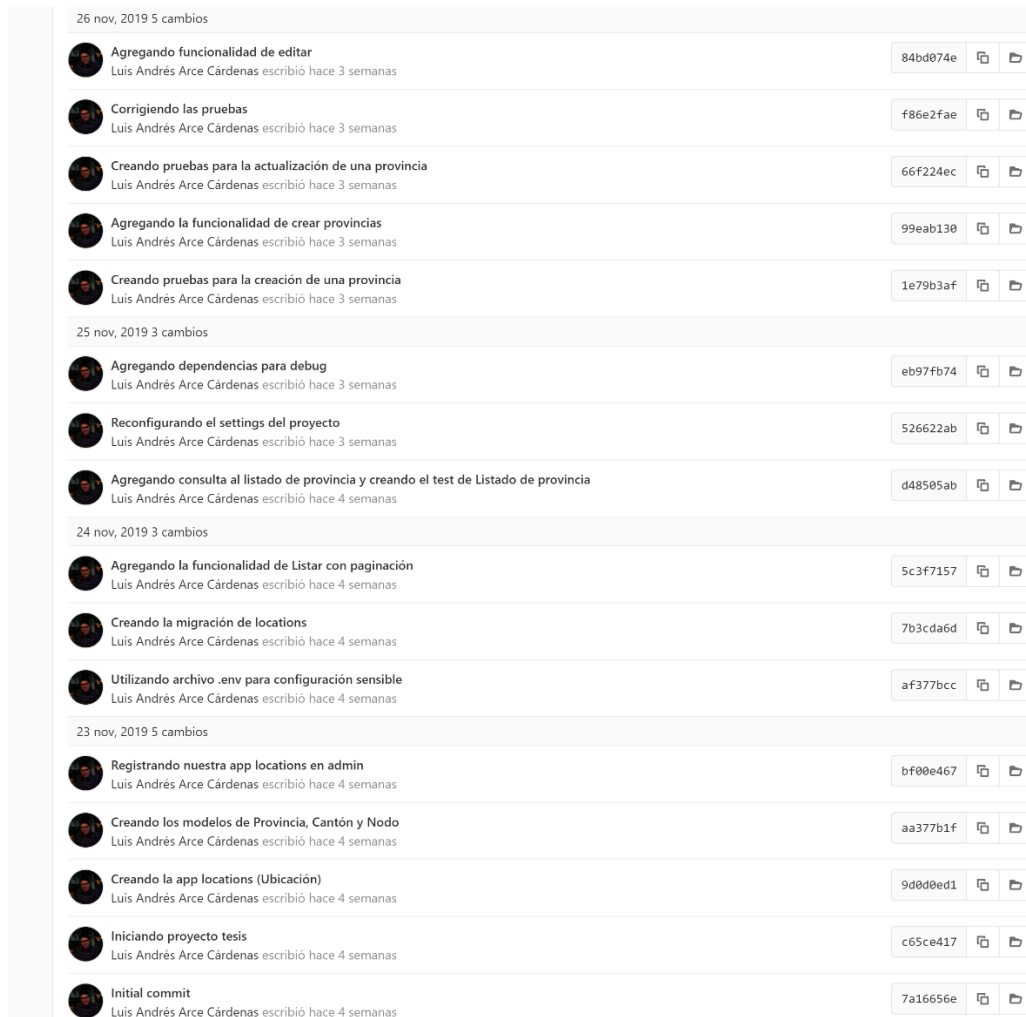 26 nov, 2019 5 cambios
Agregando funcionalidad de editar
84bd074e
Luis Andrés Arce Cárdenas escribió hace 3 semanas
Corrigiendo las pruebas
f86e2fae
Luis Andrés Arce Cárdenas escribió hace 3 semanas
Creando pruebas para la actualización de una provincia
66f224ec
Luis Andrés Arce Cárdenas escribió hace 3 semanas
Agregando la funcionalidad de crear provincias
99eab130
Luis Andrés Arce Cárdenas escribió hace 3 semanas
Creando pruebas para la creación de una provincia
1e79b3af
Luis Andrés Arce Cárdenas escribió hace 3 semanas
25 nov, 2019 3 cambios
Agregando dependencias para debug
eb97fb74
Luis Andrés Arce Cárdenas escribió hace 3 semanas
Reconfigurando el settings del proyecto
526622ab
Luis Andrés Arce Cárdenas escribió hace 3 semanas
Agregando consulta al listado de provincia y creando el test de Listado de provincia
d48505ab
Luis Andrés Arce Cárdenas escribió hace 4 semanas
24 nov, 2019 3 cambios
Agregando la funcionalidad de Listar con paginación
5c3f7157
Luis Andrés Arce Cárdenas escribió hace 4 semanas
Creando la migración de locations
7b3cda6d
Luis Andrés Arce Cárdenas escribió hace 4 semanas
Utilizando archivo .env para configuración sensible
af377bcc
Luis Andrés Arce Cárdenas escribió hace 4 semanas
23 nov, 2019 5 cambios
Registrando nuestra app locations en admin
bf00e467
Luis Andrés Arce Cárdenas escribió hace 4 semanas
Creando los modelos de Provincia, Cantón y Nodo
aa377b1f
Luis Andrés Arce Cárdenas escribió hace 4 semanas
Creando la app locations (Ubicación)
9d0d0ed1
Luis Andrés Arce Cárdenas escribió hace 4 semanas
Iniciando proyecto tesis
c65ce417
Luis Andrés Arce Cárdenas escribió hace 4 semanas
Initial commit
7a16656e
Luis Andrés Arce Cárdenas escribió hace 4 semanas